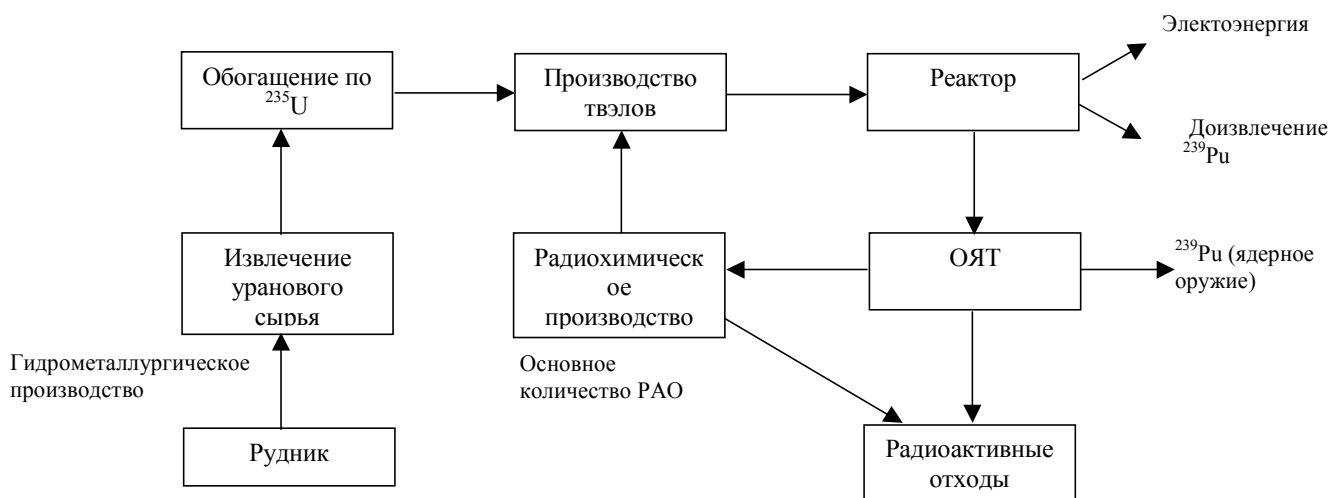 Электоэнергия
Обогащение по
²³⁵U
Производство
твэлов
Реактор
Доизвлечение
²³⁹Pu
Извлечение
уранового
сырья
Радиохимическ
ое
производство
ОЯТ
²³⁹Pu (ядерное
оружие)
Гидрометаллургическое
производство
Основное
количество РАО
Рудник
Радиоактивные
отходы